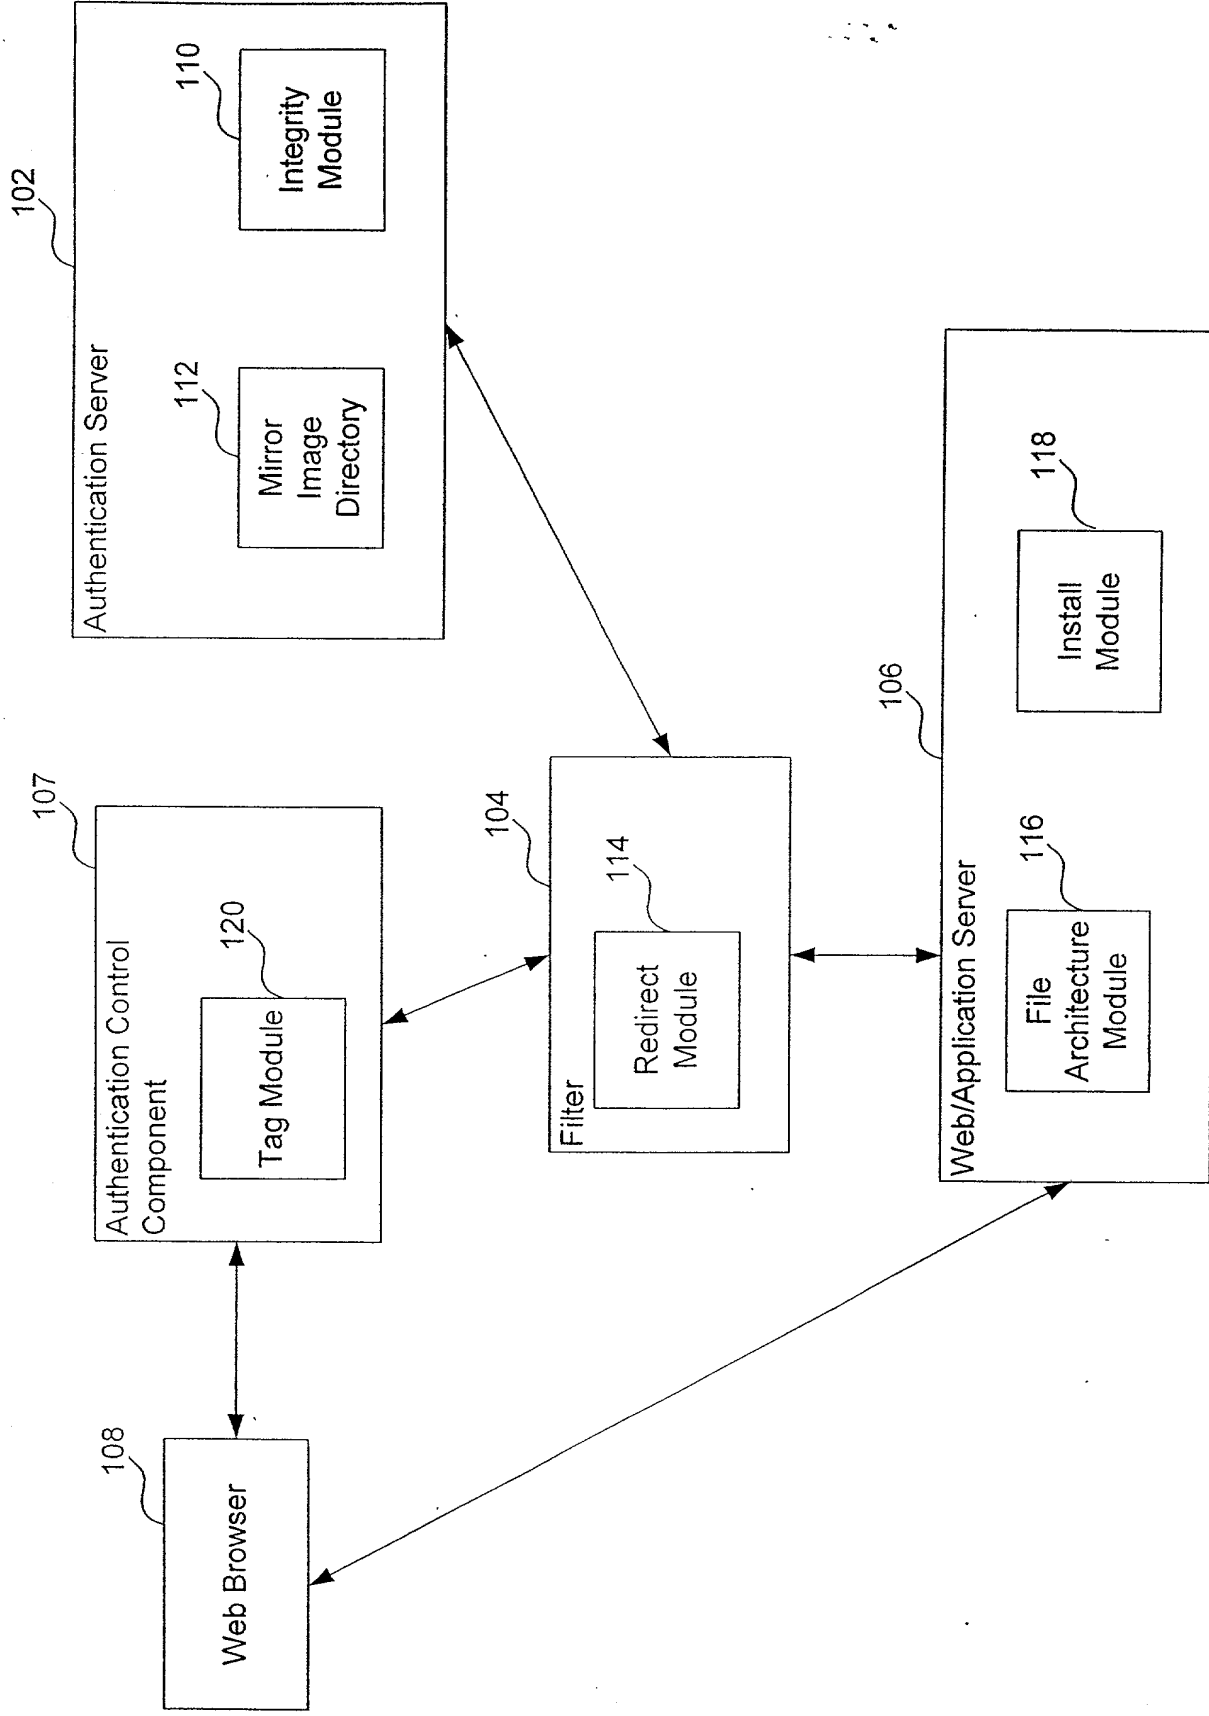 108
Web Browser
107
Authentication Control
Component
120
Tag Module
102
Authentication Server
112
Mirror
Image
Directory
110
Integrity
Module
104
Filter
114
Redirect
Module
106
Web/Application Server
116
File
Architecture
Module
118
Install
Module